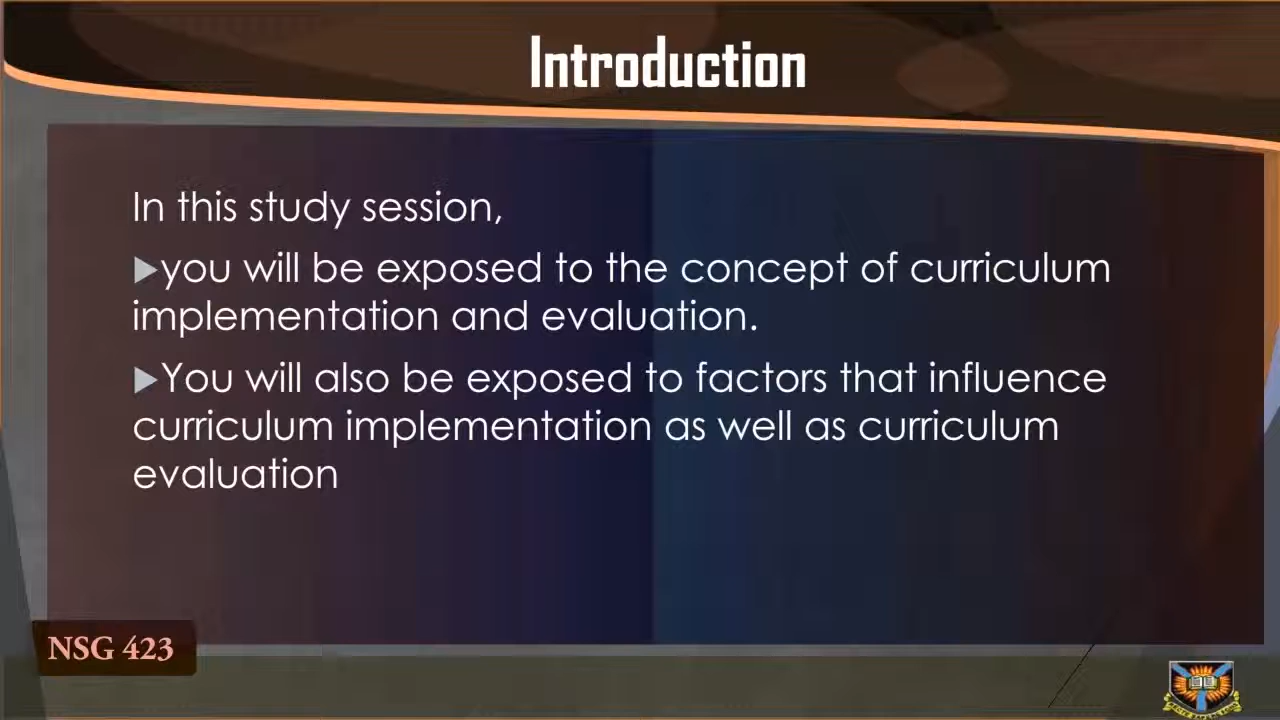 Introduction
In this study session,
▶you will be exposed to the concept of curriculum
implementation and evaluation.
▶You will also be exposed to factors that influence
curriculum implementation as well as curriculum
evaluation
NSG 423